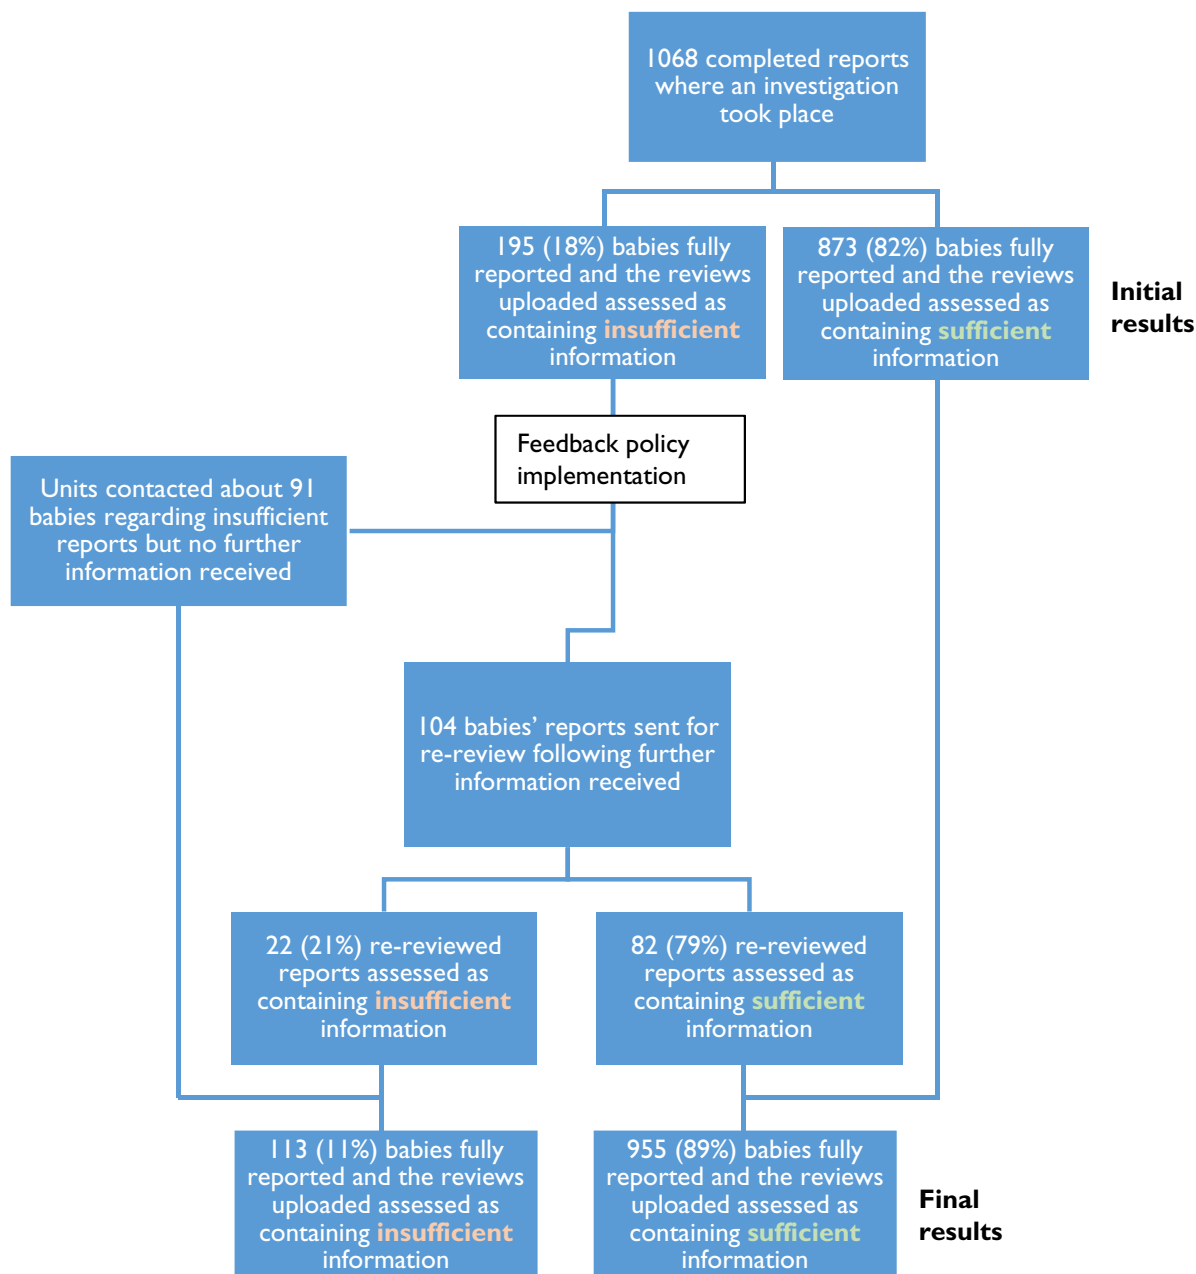 1068 completed reports
where an investigation
took place
195 (18%) babies fully
reported and the reviews
uploaded assessed as
containing insufficient
information
873 (82%) babies fully
reported and the reviews
uploaded assessed as
containing sufficient
information
Initial
results
Feedback policy
implementation
Units contacted about 91
babies regarding insufficient
reports but no further
information received
104 babies’ reports sent for
re-review following further
information received
22 (21%) re-reviewed
reports assessed as
containing insufficient
information
82 (79%) re-reviewed
reports assessed as
containing sufficient
information
113 (11%) babies fully
reported and the reviews
uploaded assessed as
containing insufficient
information
955 (89%) babies fully
reported and the reviews
uploaded assessed as
containing sufficient
information
Final
results